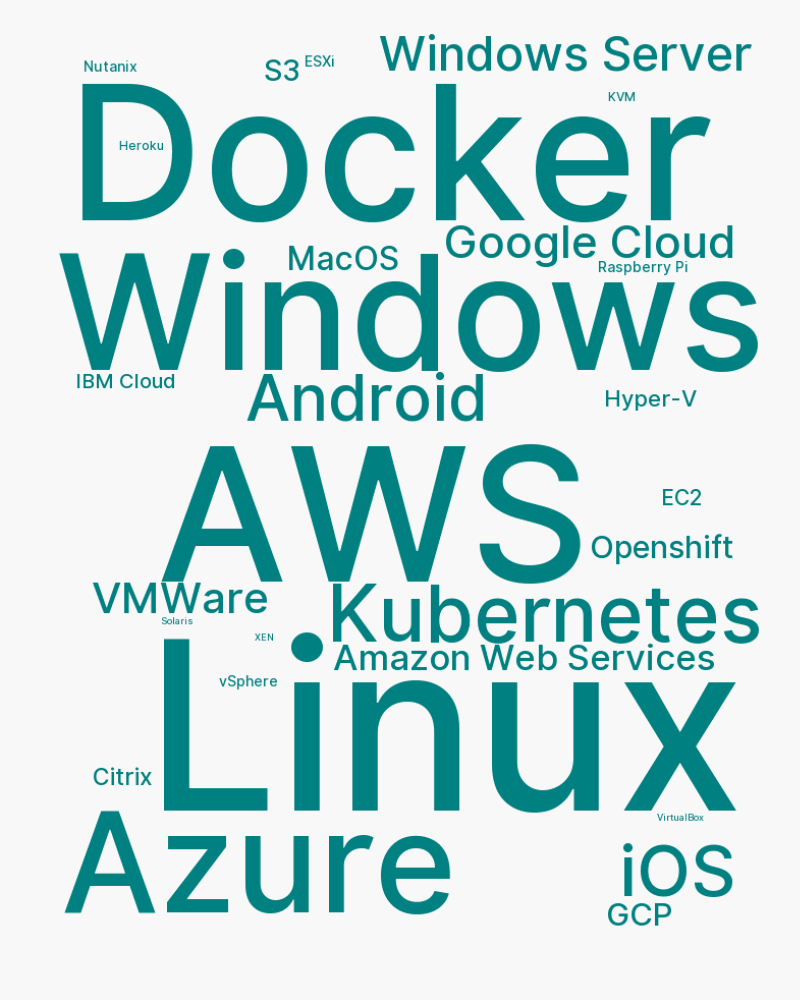 Windows Server
Nutanix
S3
ESXi
KVM
Docker
Heroku
Google Cloud
MacOS
Raspberry Pi
Windows
IBM Cloud
Android
Hyper-V
AWS
EC2
Openshift
VMWare
Kubernetes
Solaris
XEN
Amazon Web Services
vSphere
Linux
Citrix
VirtualBox
Azure
iOS
GCP